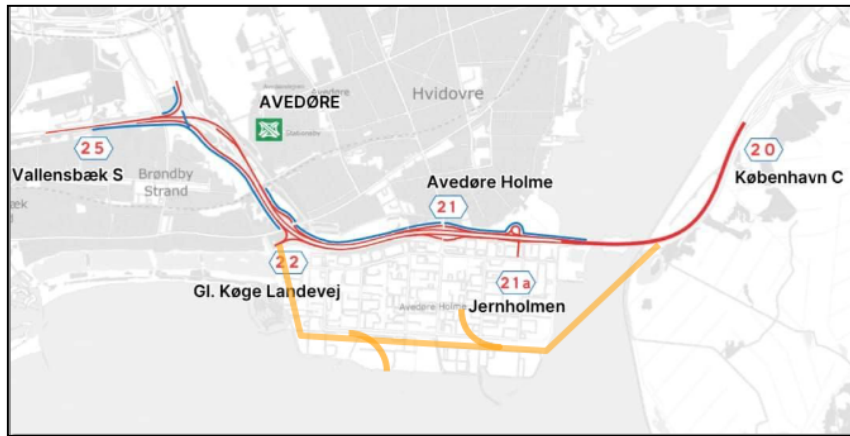 AVEDØRE
Avedøre
Hvidovre
25
Vallensbæk S
Brøndby
Strand
20
København C
Avedøre Holme
21
22
21a
Gl. Køge Landevej
Avedøre Holme
Jernholmen